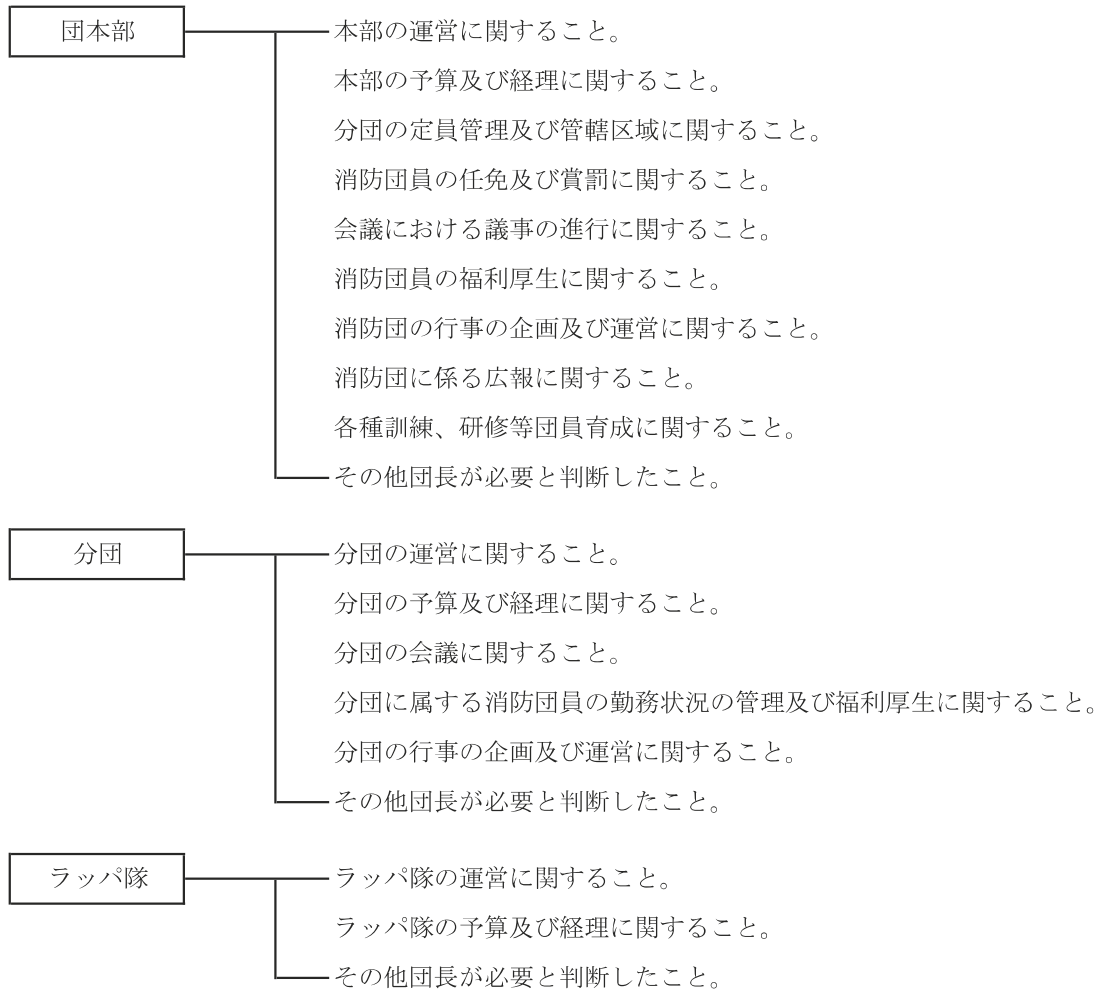 団本部
本部の運営に関すること。
本部の予算及び経理に関すること。
分団の定員管理及び管轄区域に関すること。
消防団員の任免及び賞罰に関すること。
会議における議事の進行に関すること。
消防団員の福利厚生に関すること。
消防団の行事の企画及び運営に関すること。
消防団に係る広報に関すること。
各種訓練、研修等団員育成に関すること。
その他団長が必要と判断したこと。
分団
分団の運営に関すること。
分団の予算及び経理に関すること。
分団の会議に関すること。
分団に属する消防団員の勤務状況の管理及び福利厚生に関すること。
分団の行事の企画及び運営に関すること。
その他団長が必要と判断したこと。
ラッパ隊
ラッパ隊の運営に関すること。
ラッパ隊の予算及び経理に関すること。
その他団長が必要と判断したこと。